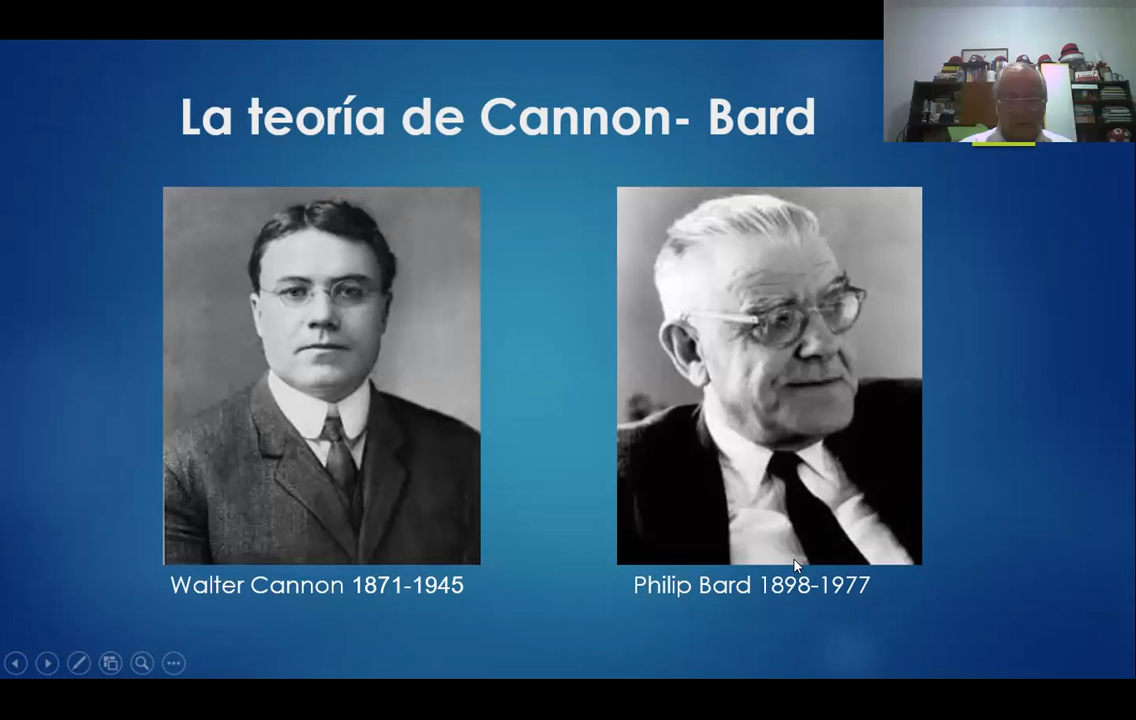 La teoría de Cannon- Bard
Walter Cannon 1871-1945
Philip Bard 1898-1977